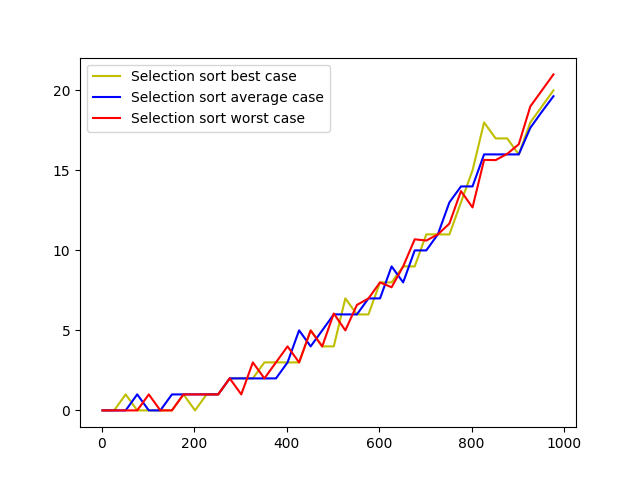 Selection sort best case
Selection sort average case
Selection sort worst case
20
15
10
5
0
0 200 400 600 800 1000